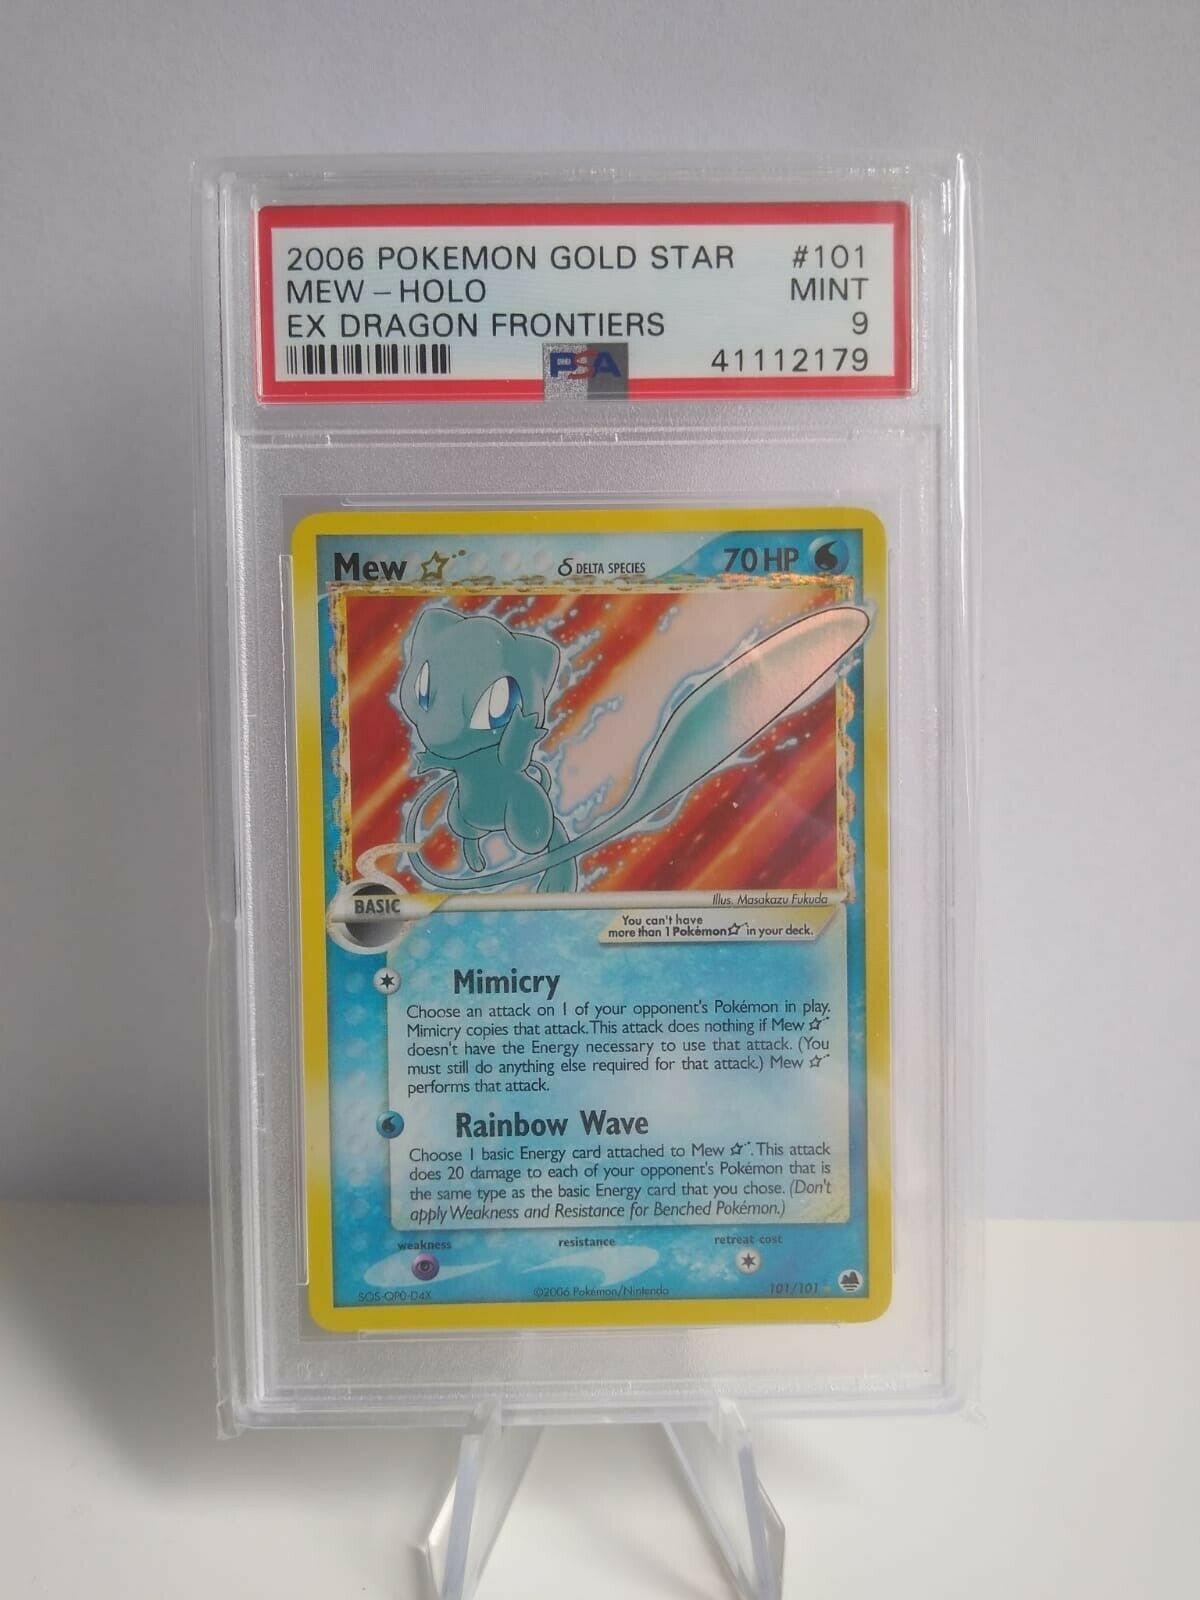 2006 POKEMON GOLD STAR #101
MEW - HOLO MINT
EX DRAGON FRONTIERS 9
PSA 41112179
Mew ☆ δ DELTA SPECIES 70 HP
Illus. Masakazu Fukuda
BASIC
You can't have
more than 1 Pokémon☆ in your deck.
Mimicry
Choose an attack on 1 of your opponent's Pokémon in play.
Mimicry copies that attack. This attack does nothing if Mew ☆
doesn't have the Energy necessary to use that attack. (You
must still do anything else required for that attack.) Mew ☆
performs that attack.
Rainbow Wave
Choose 1 basic Energy card attached to Mew ☆. This attack
does 20 damage to each of your opponent's Pokémon that is
the same type as the basic Energy card that you chose. (Don't
apply Weakness and Resistance for Benched Pokémon.)
weakness resistance retreat cost
SQS-QP0-D4X ©2006 Pokémon/Nintendo 101/101